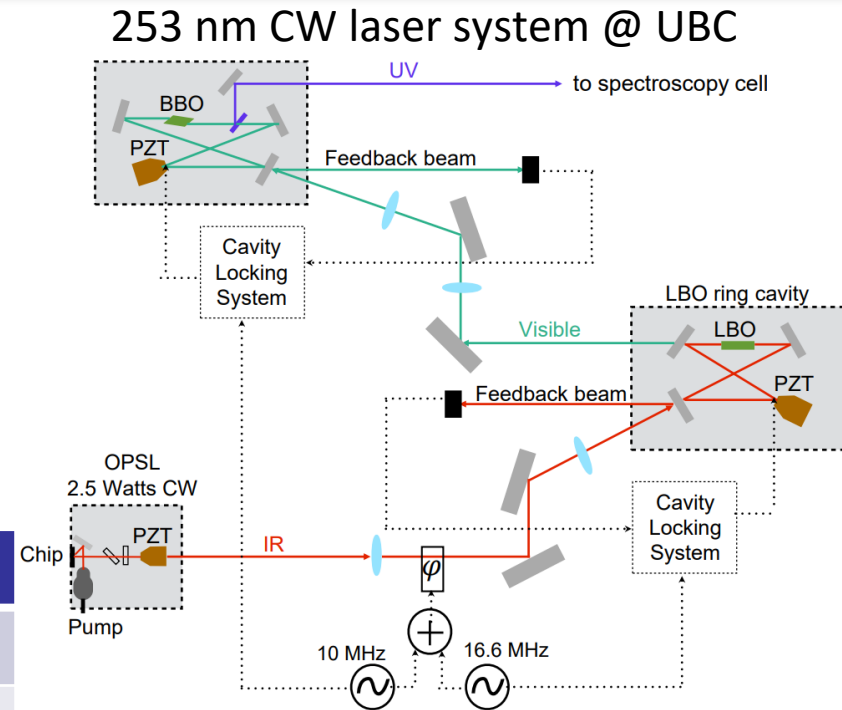 253 nm CW laser system @ UBC
UV
to spectroscopy cell
BBO
PZT
Feedback beam
Cavity
Locking
System
LBO ring cavity
Visible
LBO
PZT
Feedback beam
OPSL
2.5 Watts CW
PZT
Chip
IR
Pump
φ
Cavity
Locking
System
10 MHz
16.6 MHz